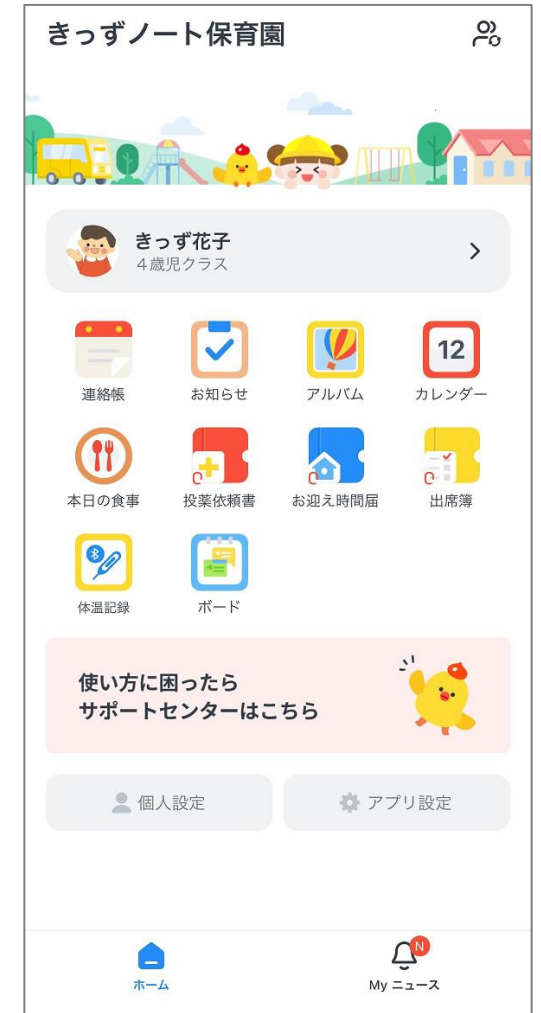 きっずノート保育園
きっず花子
4歳児クラス
連絡帳
お知らせ
アルバム
12
カレンダー
本日の食事
投薬依頼書
お迎え時間届
出席簿
体温記録
ボード
使い方に困ったら
サポートセンターはこちら
個人設定
アプリ設定
ホーム
N
My ニュース